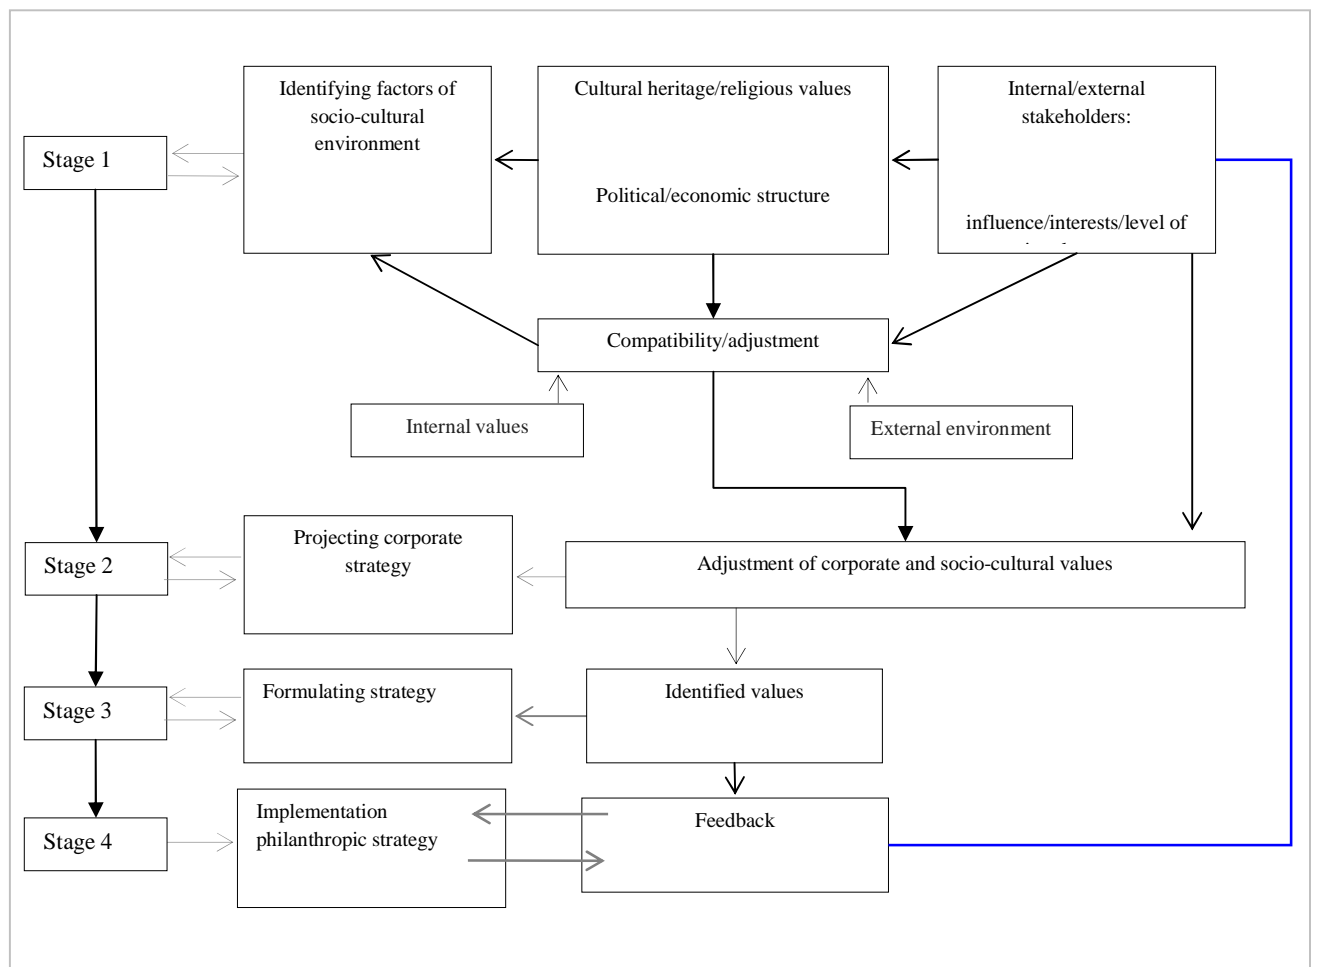 Identifying factors of
socio-cultural
environment
Cultural heritage/religious values
Political/economic structure
Internal/external
stakeholders:
influence/interests/level of
Stage 1
Compatibility/adjustment
Internal values
External environment
Stage 2
Projecting corporate
strategy
Adjustment of corporate and socio-cultural values
Stage 3
Formulating strategy
Identified values
Stage 4
Implementation
philanthropic strategy
Feedback